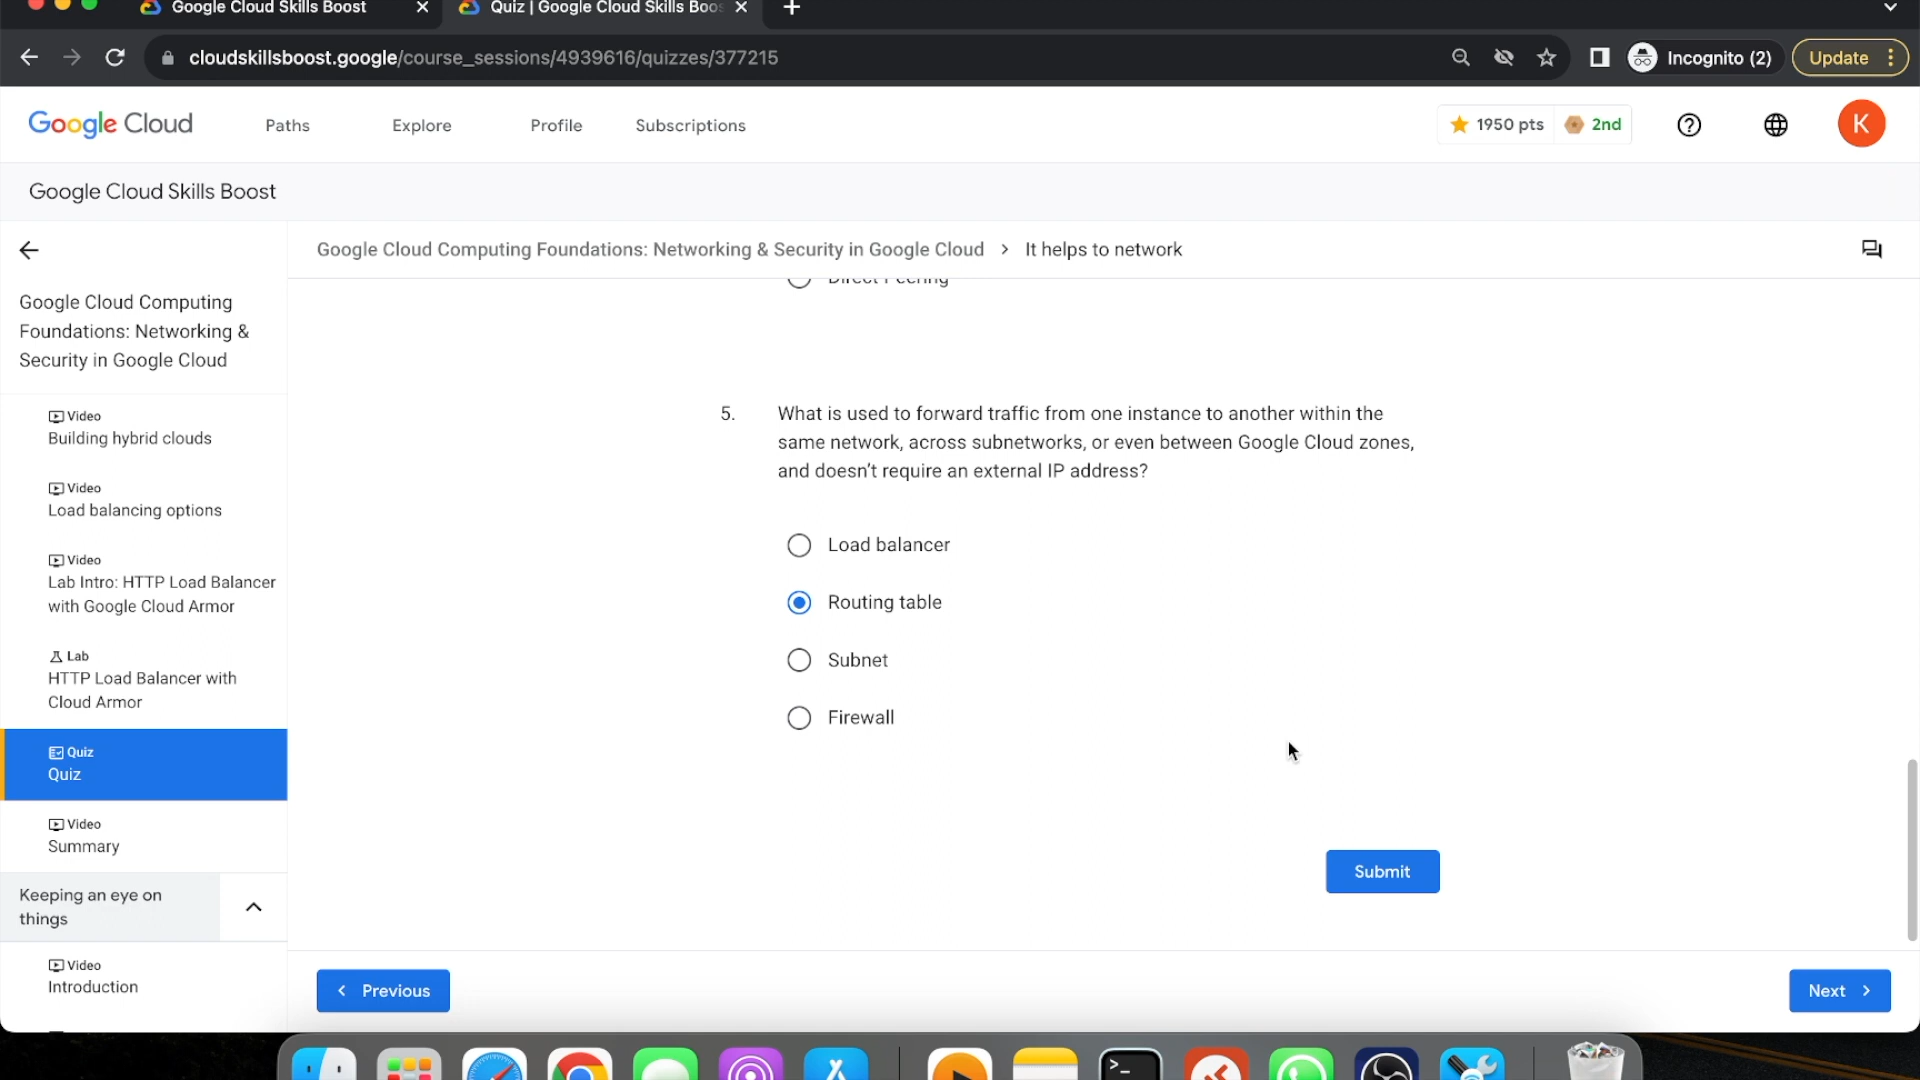 Google Cloud Skills Boost
Quiz | Google Cloud Skills Boos
cloudskillsboost.google/course_sessions/4939616/quizzes/377215
Incognito (2)
Update
Google Cloud
Paths
Explore
Profile
Subscriptions
1950 pts
2nd
K
Google Cloud Skills Boost
Google Cloud Computing Foundations: Networking & Security in Google Cloud > It helps to network
Google Cloud Computing
Foundations: Networking &
Security in Google Cloud
Video
Building hybrid clouds
Video
Load balancing options
Video
Lab Intro: HTTP Load Balancer
with Google Cloud Armor
Lab
HTTP Load Balancer with
Cloud Armor
Quiz
Quiz
Video
Summary
Keeping an eye on
things
Video
Introduction
Direct Peering
5. What is used to forward traffic from one instance to another within the
same network, across subnetworks, or even between Google Cloud zones,
and doesn't require an external IP address?
Load balancer
Routing table
Subnet
Firewall
Submit
Previous
Next